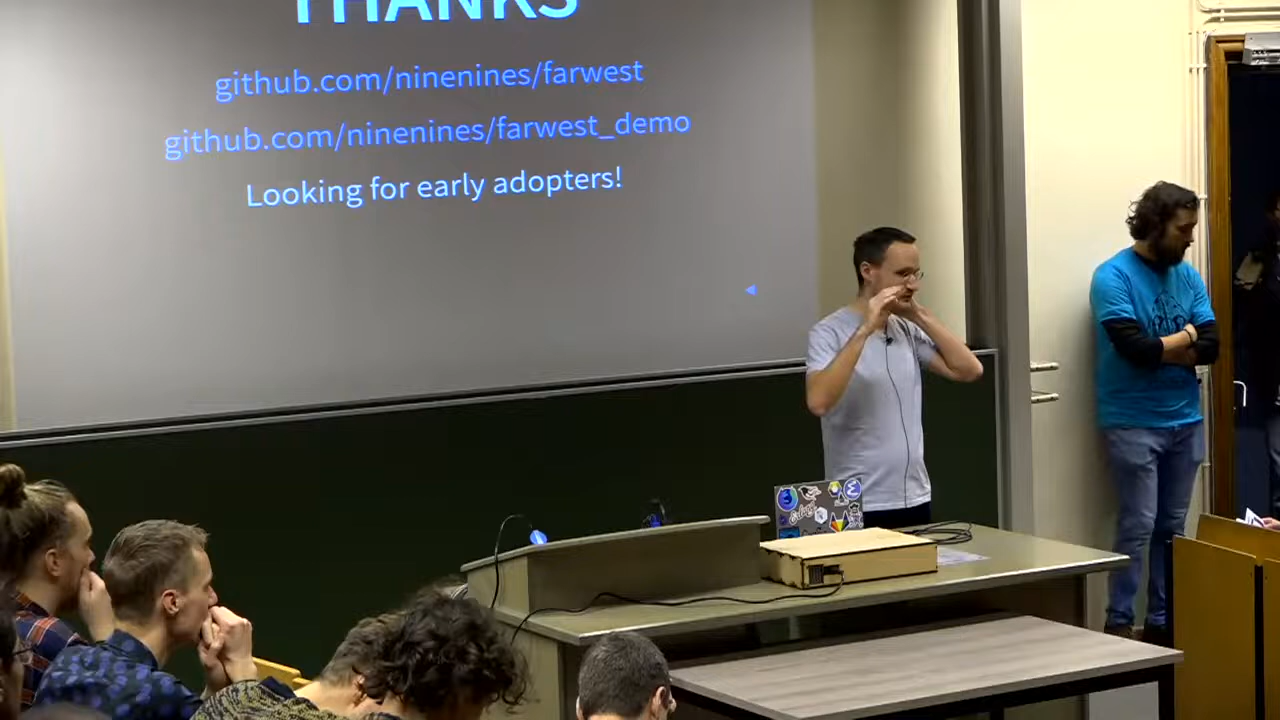 THANKS
github.com/ninenines/farwest
github.com/ninenines/farwest_demo
Looking for early adopters!